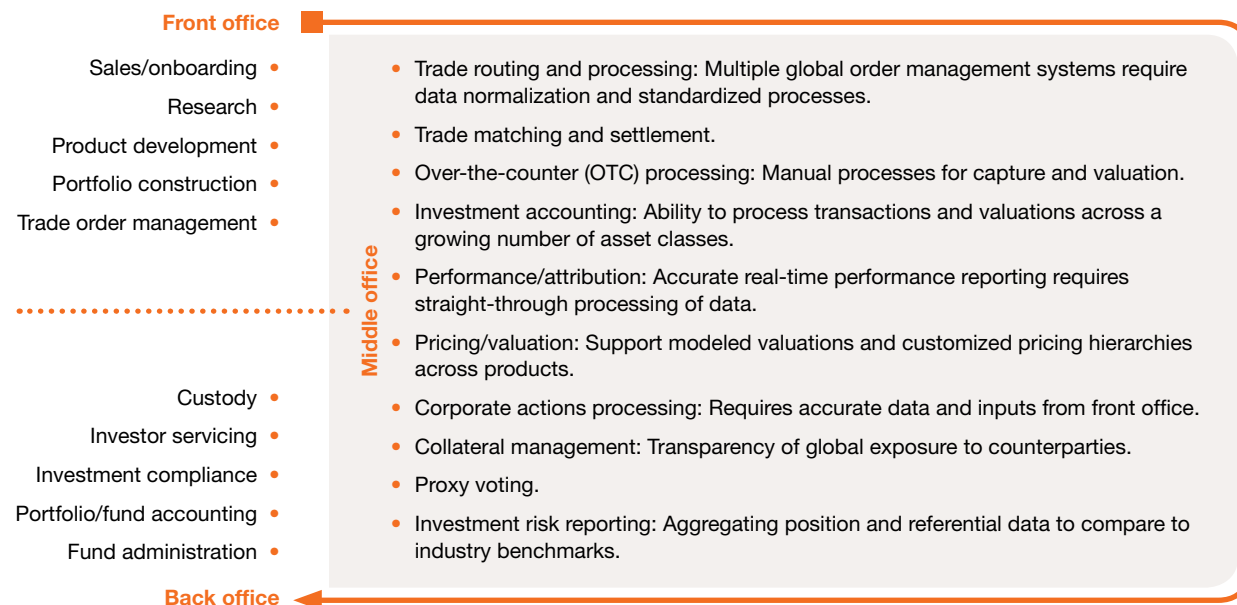 Front office
Sales/onboarding •
Research •
Product development •
Portfolio construction •
Trade order management •
Middle office
• Trade routing and processing: Multiple global order management systems require
data normalization and standardized processes.
• Trade matching and settlement.
• Over-the-counter (OTC) processing: Manual processes for capture and valuation.
• Investment accounting: Ability to process transactions and valuations across a
growing number of asset classes.
• Performance/attribution: Accurate real-time performance reporting requires
straight-through processing of data.
• Pricing/valuation: Support modeled valuations and customized pricing hierarchies
across products.
• Corporate actions processing: Requires accurate data and inputs from front office.
• Collateral management: Transparency of global exposure to counterparties.
• Proxy voting.
• Investment risk reporting: Aggregating position and referential data to compare to
industry benchmarks.
Custody •
Investor servicing •
Investment compliance •
Portfolio/fund accounting •
Fund administration •
Back office